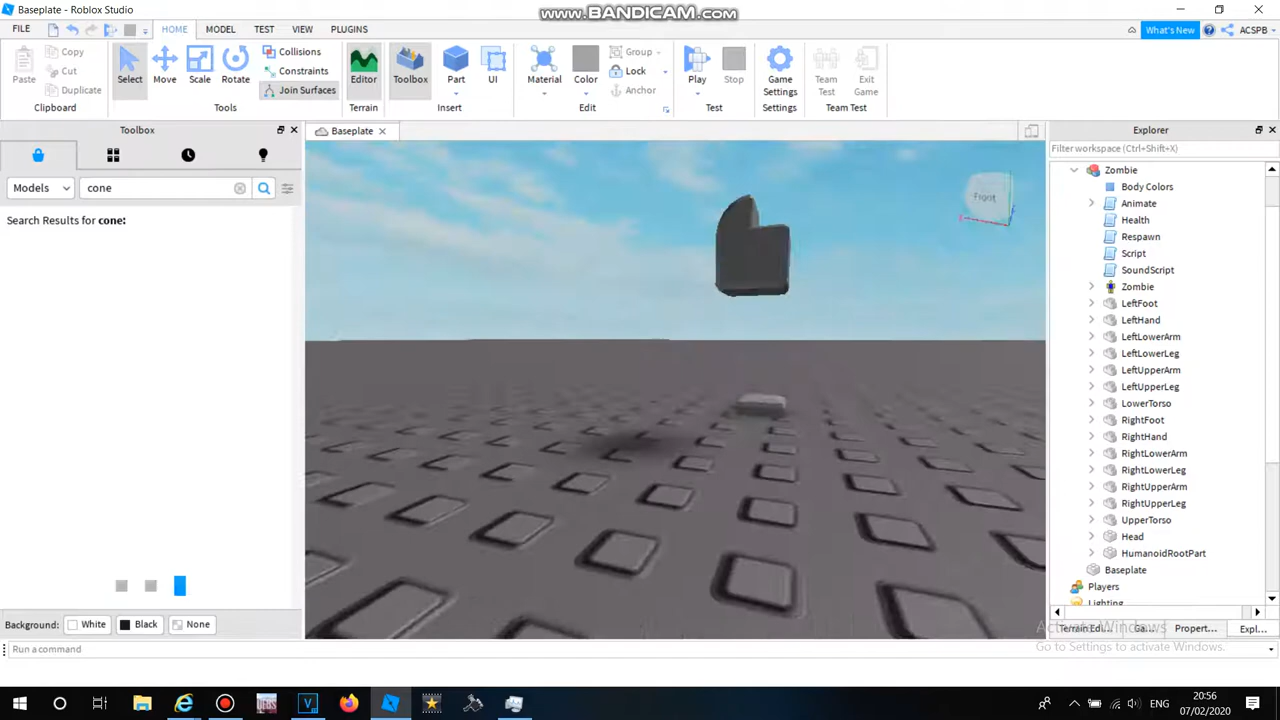 Baseplate - Roblox Studio
www.BANDICAM.com
FILE
HOME
MODEL
TEST
VIEW
PLUGINS
What's New
ACSPB
Paste
Copy
Cut
Duplicate
Clipboard
Select
Move
Scale
Rotate
Collisions
Constraints
Join Surfaces
Tools
Editor
Terrain
Toolbox
Part
UI
Insert
Material
Color
Group
Lock
Anchor
Edit
Play
Stop
Test
Game
Settings
Settings
Team
Test
Exit
Game
Team Test
Toolbox
Models
cone
Search Results for cone:
Background:
White
Black
None
Baseplate
Front
Explorer
Filter workspace (Ctrl+Shift+X)
Zombie
Body Colors
Animate
Health
Respawn
Script
SoundScript
Zombie
LeftFoot
LeftHand
LeftLowerArm
LeftLowerLeg
LeftUpperArm
LeftUpperLeg
LowerTorso
RightFoot
RightHand
RightLowerArm
RightLowerLeg
RightUpperArm
RightUpperLeg
UpperTorso
Head
HumanoidRootPart
Baseplate
Players
Lighting
Terrain Edi...
Ga...
Propert...
Expl...
Activate Windows
Go to Settings to activate Windows.
Run a command
ENG
20:56
07/02/2020